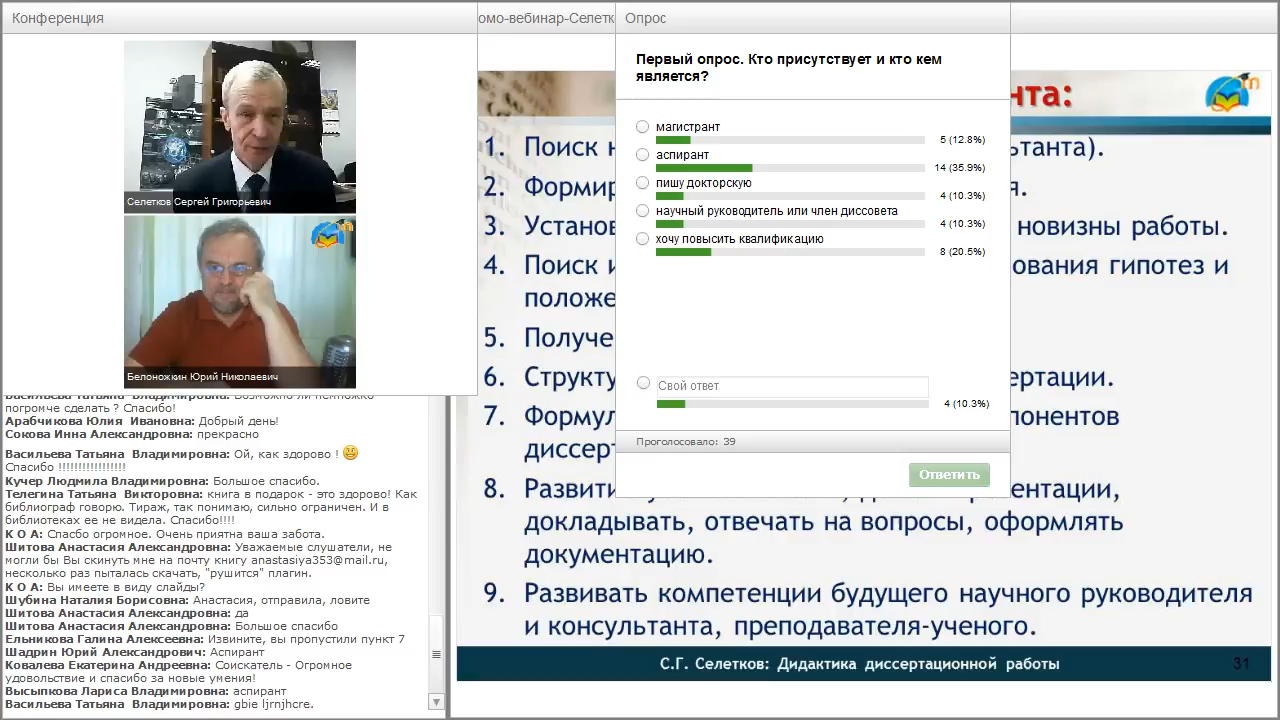 Конференция
Селетков Сергей Григорьевич
Белоножкин Юрий Николаевич
погромче сделать ? Спасибо!
Арабчикова Юлия Ивановна: Добрый день!
Сокова Инна Александровна: прекрасно
Васильева Татьяна Владимировна: Ой, как здорово !
Спасибо !!!!!!!!!!!!!!!!!
Кучер Людмила Владимировна: Большое спасибо.
Телегина Татьяна Викторовна: книга в подарок - это здорово! Как
библиограф говорю. Тираж, так понимаю, сильно ограничен. И в
библиотеках ее не видела. Спасибо!!!!
К О А: Спасбо огромное. Очень приятна ваша забота.
Шитова Анастасия Александровна: Уважаемые слушатели, не
могли бы Вы скинуть мне на почту книгу anastasiya353@mail.ru,
несколько раз пыталась скачать, "рушится" плагин.
К О А: Вы имеете в виду слайды?
Шубина Наталия Борисовна: Анастасия, отправила, ловите
Шитова Анастасия Александровна: да
Шитова Анастасия Александровна: Большое спасибо
Ельникова Галина Алексеевна: Извините, вы пропустили пункт 7
Шадрин Юрий Александрович: Аспирант
Ковалева Екатерина Андреевна: Соискатель - Огромное
удовольствие и спасибо за новые умения!
Высыпкова Лариса Владимировна: аспирант
Васильева Татьяна Владимировна: gbie ljrnjhcre.
омо-вебинар-Селетк
Опрос
Первый опрос. Кто присутствует и кто кем
является?
магистрант
5 (12.8%)
аспирант
14 (35.9%)
пишу докторскую
4 (10.3%)
научный руководитель или член диссовета
4 (10.3%)
хочу повысить квалификацию
8 (20.5%)
Свой ответ
4 (10.3%)
Проголосовало: 39
Ответить
нта:
1. Поиск н ьтанта).
2. Формир я.
3. Установ новизны работы.
4. Поиск и ования гипотез и
положе
5. Получе
6. Структу ертации.
7. Формул понентов
диссерт
8. Развити ентации,
докладывать, отвечать на вопросы, оформлять
документацию.
9. Развивать компетенции будущего научного руководителя
и консультанта, преподавателя-ученого.
С.Г. Селетков: Дидактика диссертационной работы
31